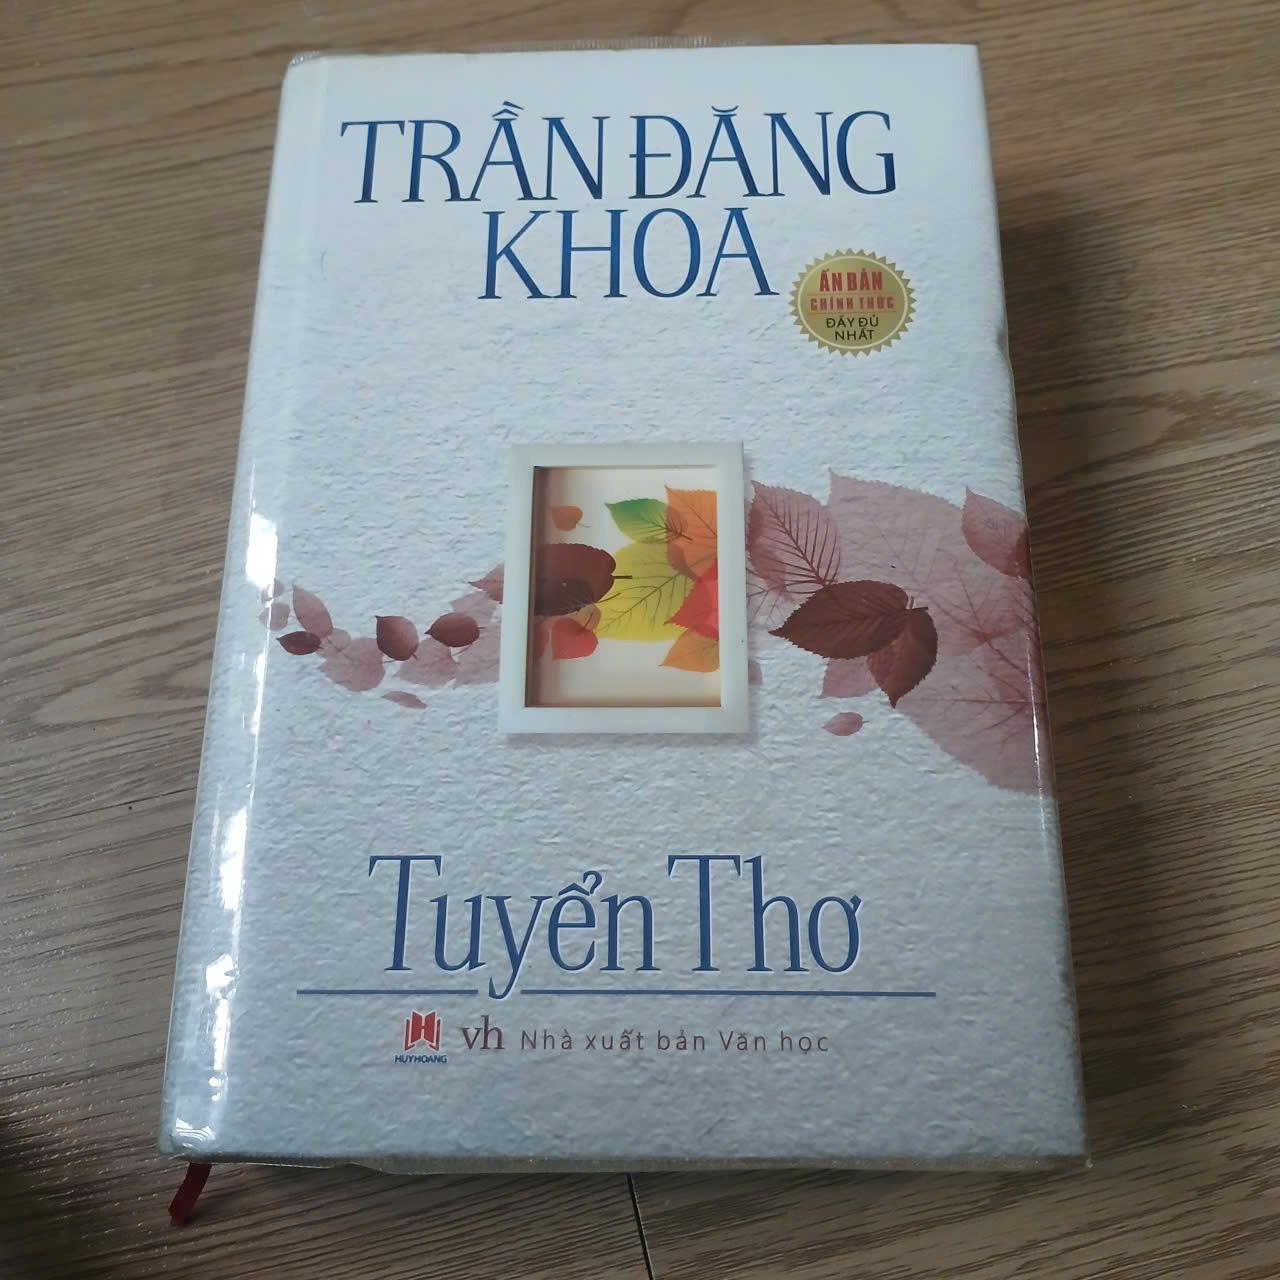 TRẦN ĐĂNG
KHOA
ẤN BẢN
CHÍNH THỨC
ĐẦY ĐỦ
NHẤT
Tuyển Thơ
HUYHOANG
vh Nhà xuất bản Văn học